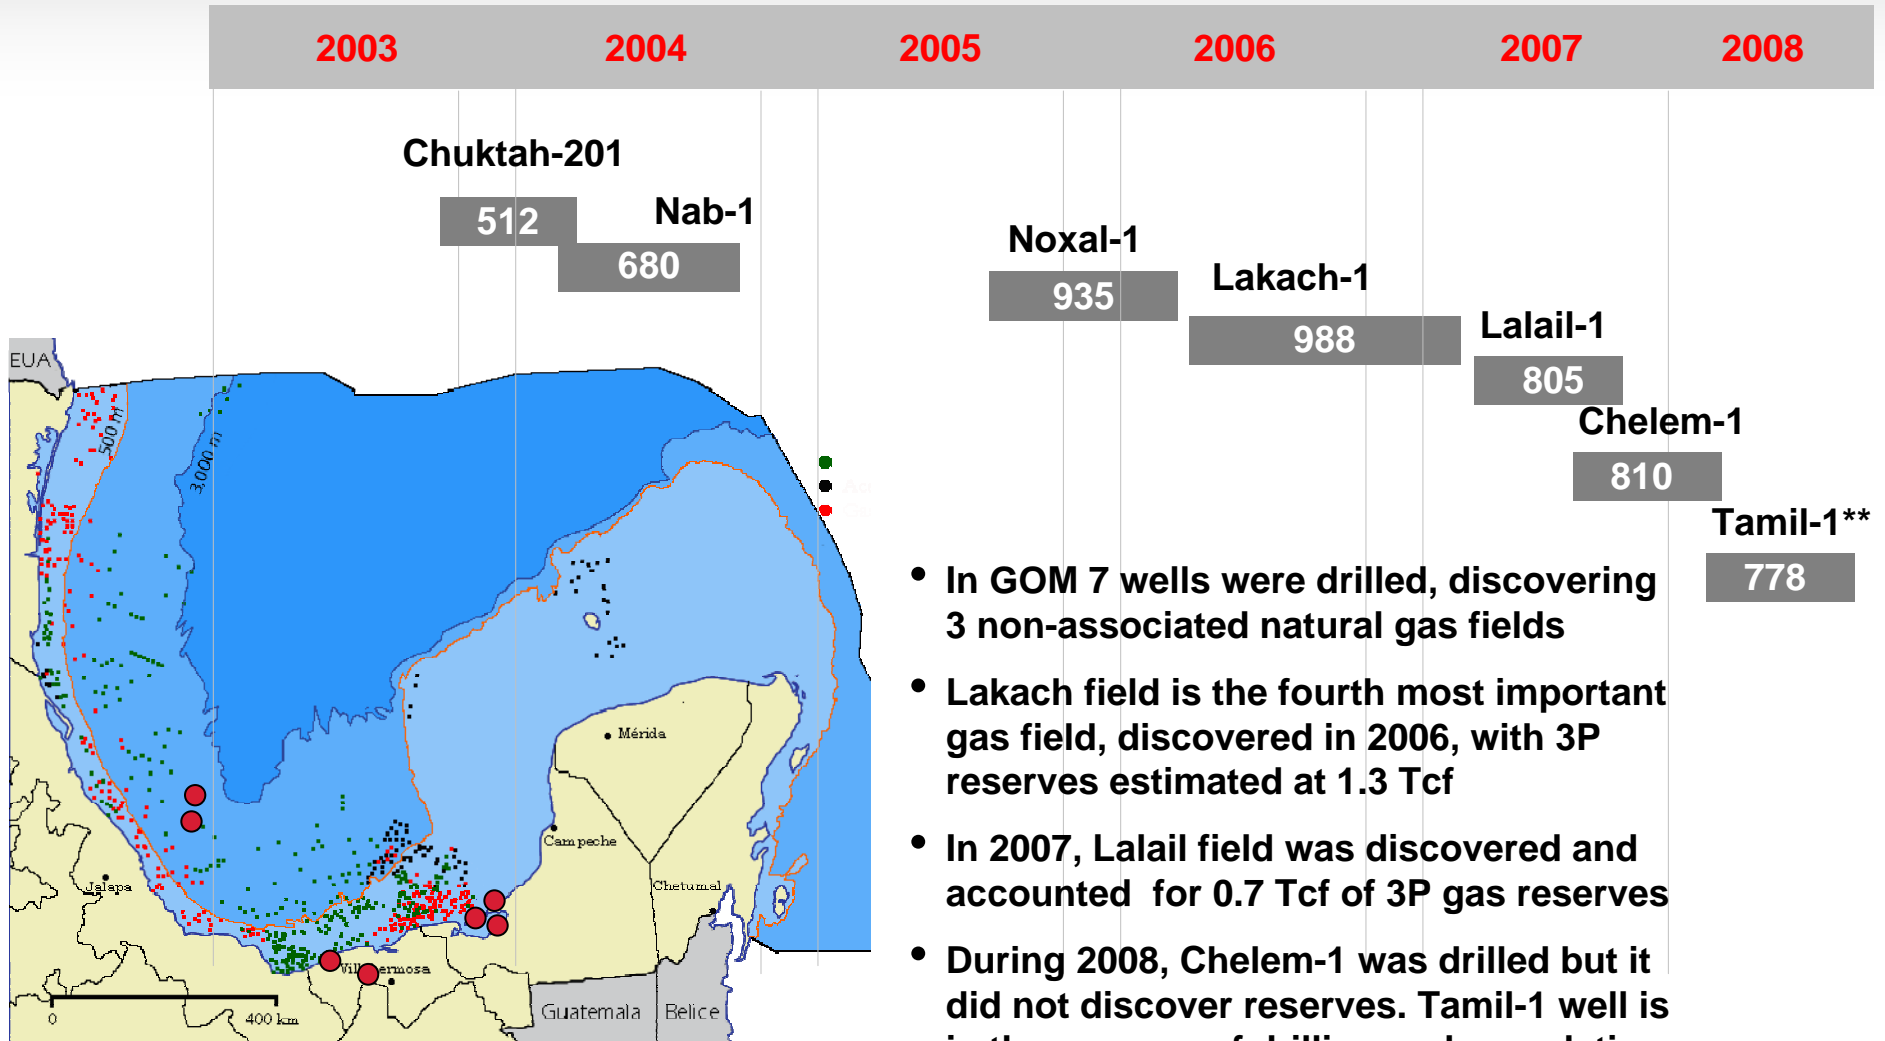 2003 2004 2005 2006 2007 2008
Chuktah-201
512
Nab-1
680
Noxal-1
935
Lakach-1
988
Lalail-1
805
Chelem-1
810
Tamil-1**
778
EUA
500 m
3,000 m
Mérida
Campeche
Chetumal
Jalapa
Guatemala
Belice
0 400 km
• In GOM 7 wells were drilled, discovering
3 non-associated natural gas fields
• Lakach field is the fourth most important
gas field, discovered in 2006, with 3P
reserves estimated at 1.3 Tcf
• In 2007, Lalail field was discovered and
accounted for 0.7 Tcf of 3P gas reserves
• During 2008, Chelem-1 was drilled but it
did not discover reserves. Tamil-1 well is